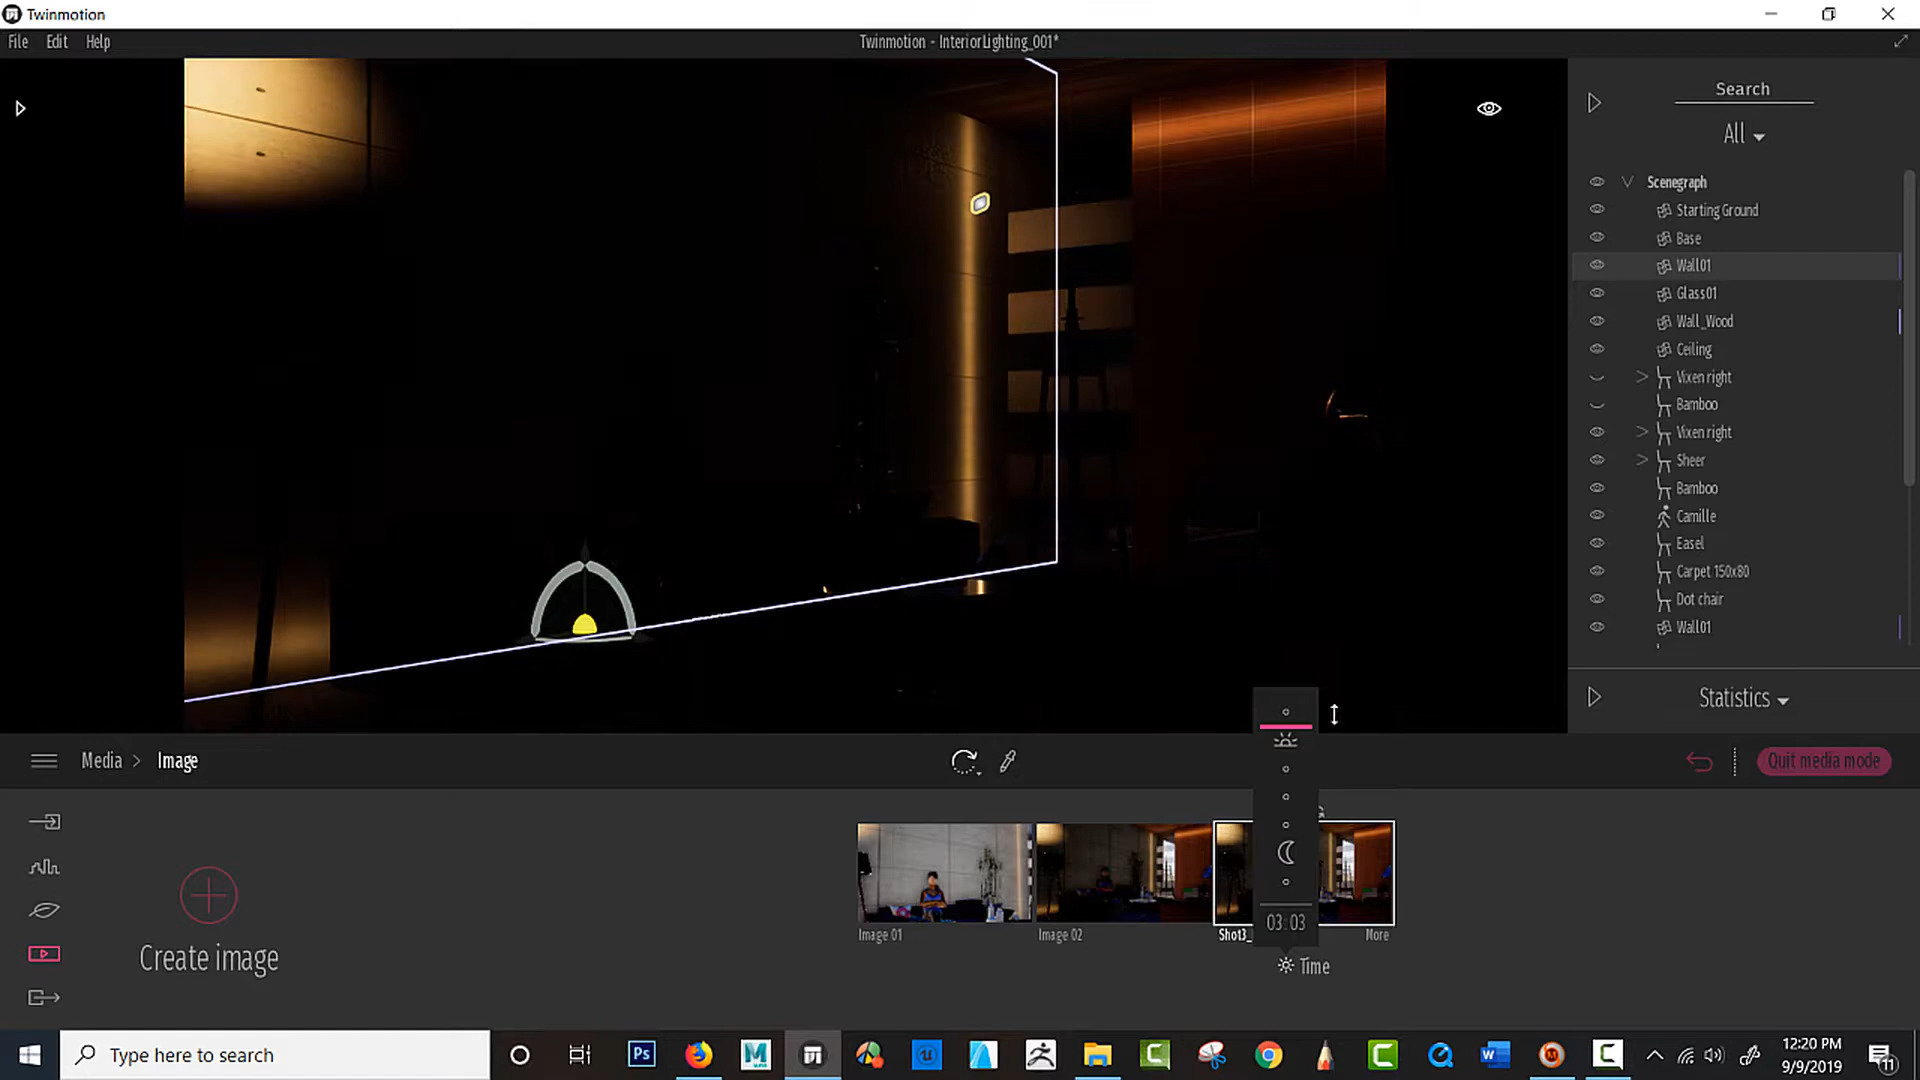 Twinmotion
File Edit Help
Twinmotion - InteriorLighting_001*
Search
All
Scenegraph
Starting Ground
Base
Wall01
Glass01
Wall_Wood
Ceiling
Vixen right
Bamboo
Vixen right
Sheer
Bamboo
Camille
Easel
Carpet 150x80
Dot chair
Wall01
Statistics
Media > Image
Quit media mode
Create image
Image 01
Image 02
Shot3_
More
03:03
Time
Type here to search
Ps
M
12:20 PM
9/9/2019
11